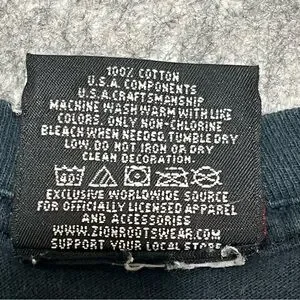 100% COTTON
U.S.A. COMPONENTS
U.S.A. CRAFTSMANSHIP
MACHINE WASH WARM WITH LIKE
COLORS. ONLY NON-CHLORINE
BLEACH WHEN NEEDED. TUMBLE DRY
LOW. DO NOT IRON OR DRY
CLEAN DECORATION.
40°
EXCLUSIVE WORLDWIDE SOURCE
FOR OFFICIALLY LICENSED APPAREL
AND ACCESSORIES
WWW.ZIONROOTSWEAR.COM
SUPPORT YOUR LOCAL STORE